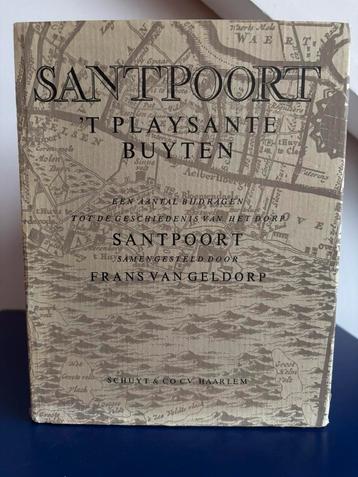 SANTPOORT
'T PLAYSANTE
BUYTEN
EEN AANTAL BIJDRAGEN
TOT DE GESCHIEDENIS VAN HET DORP
SANTPOORT
SAMENGESTELD DOOR
FRANS VAN GELDORP
SCHUYT & CO C.V. HAARLEM